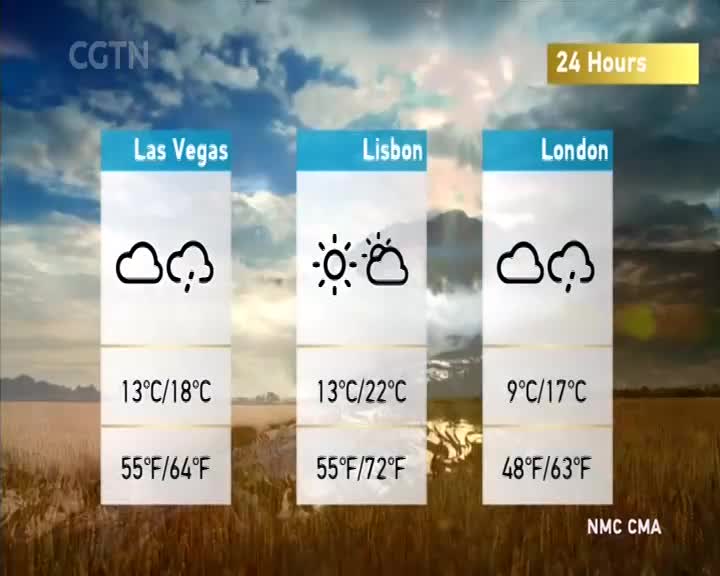 CGTN
24 Hours
Las Vegas
13°C/18°C
55°F/64°F
Lisbon
13°C/22°C
55°F/72°F
London
9°C/17°C
48°F/63°F
NMC CMA